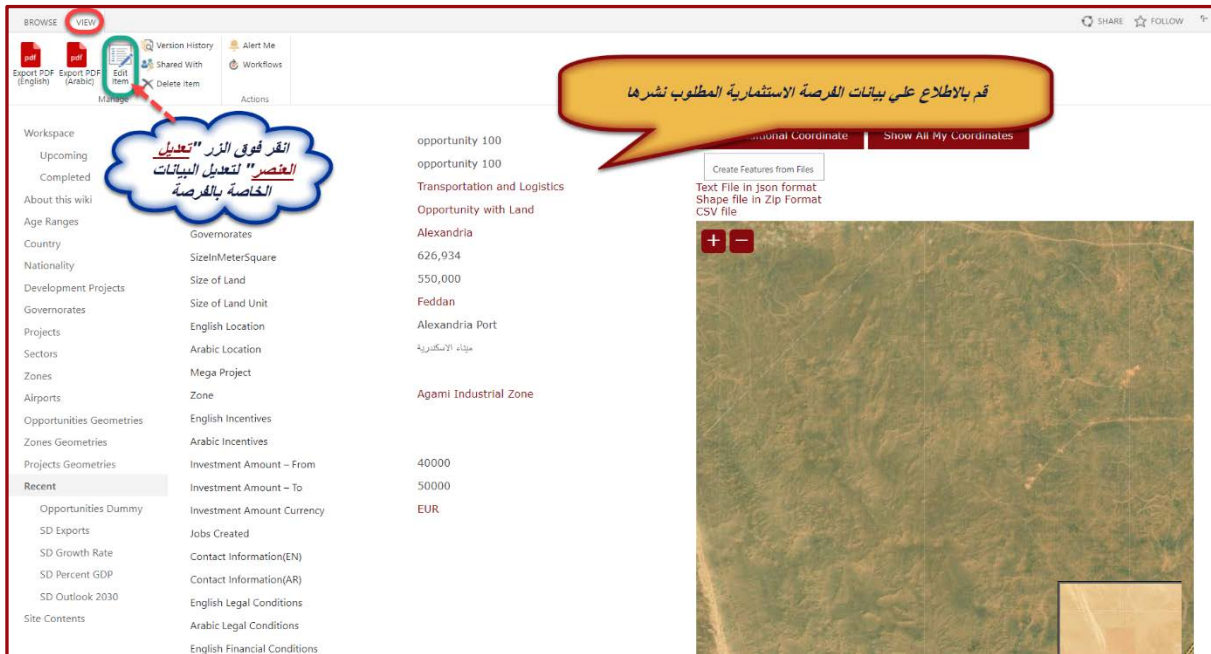 BROWSE VIEW
SHARE FOLLOW
Export PDF (English)
Export PDF (Arabic)
Edit Item
Version History
Shared With
Delete Item
Manage
Alert Me
Workflows
Actions
قم بالاطلاع علي بيانات الفرصة الاستثمارية المطلوب نشرها
انقر فوق الزر "تعديل
العنصر" لتعديل البيانات
الخاصة بالفرصة
Workspace
Upcoming
Completed
About this wiki
Age Ranges
Country
Nationality
Development Projects
Governorates
Projects
Sectors
Zones
Airports
Opportunities Geometries
Zones Geometries
Projects Geometries
Recent
Opportunities Dummy
SD Exports
SD Growth Rate
SD Percent GDP
SD Outlook 2030
Site Contents
opportunity 100
opportunity 100
Transportation and Logistics
Opportunity with Land
Governorates Alexandria
SizeInMeterSquare 626,934
Size of Land 550,000
Size of Land Unit Feddan
English Location Alexandria Port
Arabic Location ميناء الاسكندرية
Mega Project
Zone Agami Industrial Zone
English Incentives
Arabic Incentives
Investment Amount – From 40000
Investment Amount – To 50000
Investment Amount Currency EUR
Jobs Created
Contact Information(EN)
Contact Information(AR)
English Legal Conditions
Arabic Legal Conditions
English Financial Conditions
Coordinate
Show All My Coordinates
Create Features from Files
Text File in json format
Shape file in Zip Format
CSV file